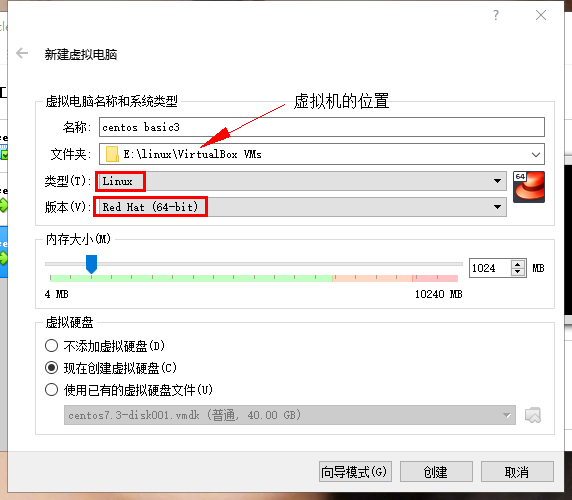 新建虚拟电脑
虚拟电脑名称和系统类型
虚拟机的位置
名称: centos basic3
文件夹: E:\linux\VirtualBox VMs
类型(T): Linux
64
版本(V): Red Hat (64-bit)
内存大小(M)
1024 MB
4 MB 10240 MB
虚拟硬盘
不添加虚拟硬盘(D)
现在创建虚拟硬盘(C)
使用已有的虚拟硬盘文件(U)
centos7.3-disk001.vmdk (普通, 40.00 GB)
向导模式(G) 创建 取消